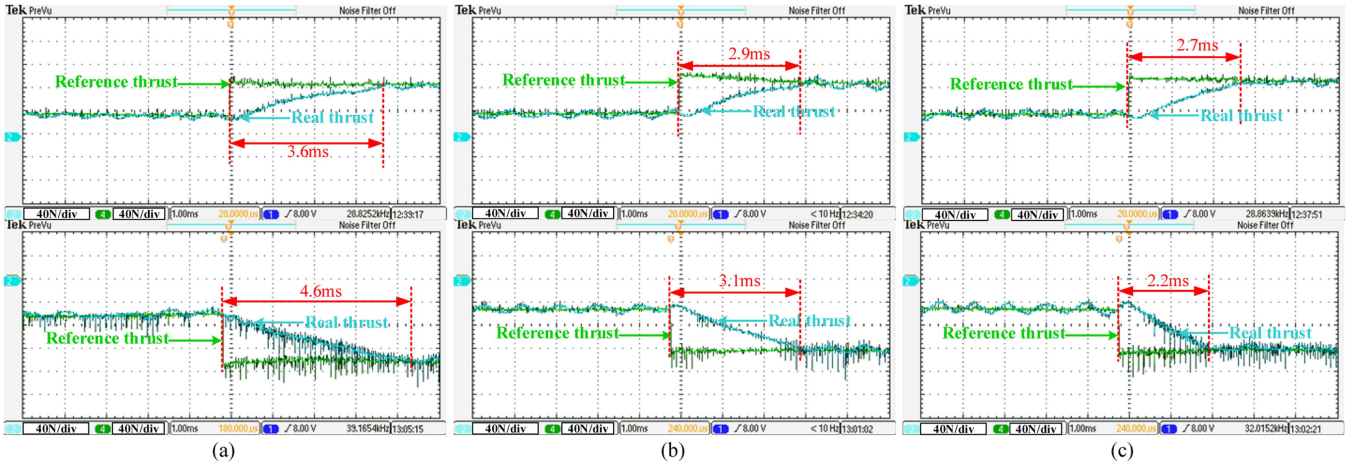 (a)
Tek PreVu
Noise Filter Off
Reference thrust
Real thrust
3.6ms
2
2 40N/div 4 40N/div 1.00ms 20.0000µs 1 8.00 V 28.8252kHz 12:39:17
Tek PreVu
Noise Filter Off
4.6ms
Real thrust
Reference thrust
2
40N/div 4 40N/div 1.00ms 180.000µs 1 8.00 V 33.1654kHz 13:05:15
(a)
(b)
Tek PreVu
Noise Filter Off
2.9ms
Reference thrust
Real thrust
2
40N/div 4 40N/div 1.00ms 20.0000µs 1 8.00 V < 10 Hz 12:34:20
Tek PreVu
Noise Filter Off
3.1ms
Real thrust
Reference thrust
2
40N/div 4 40N/div 1.00ms 240.000µs 1 8.00 V < 10 Hz 13:01:02
(b)
(c)
Tek PreVu
Noise Filter Off
2.7ms
Reference thrust
Real thrust
2
40N/div 4 40N/div 1.00ms 20.0000µs 1 8.00 V 28.8633kHz 12:37:51
Tek PreVu
Noise Filter Off
2.2ms
Real thrust
Reference thrust
2
40N/div 4 40N/div 1.00ms 240.000µs 1 8.00 V 32.0152kHz 13:02:21
(c)